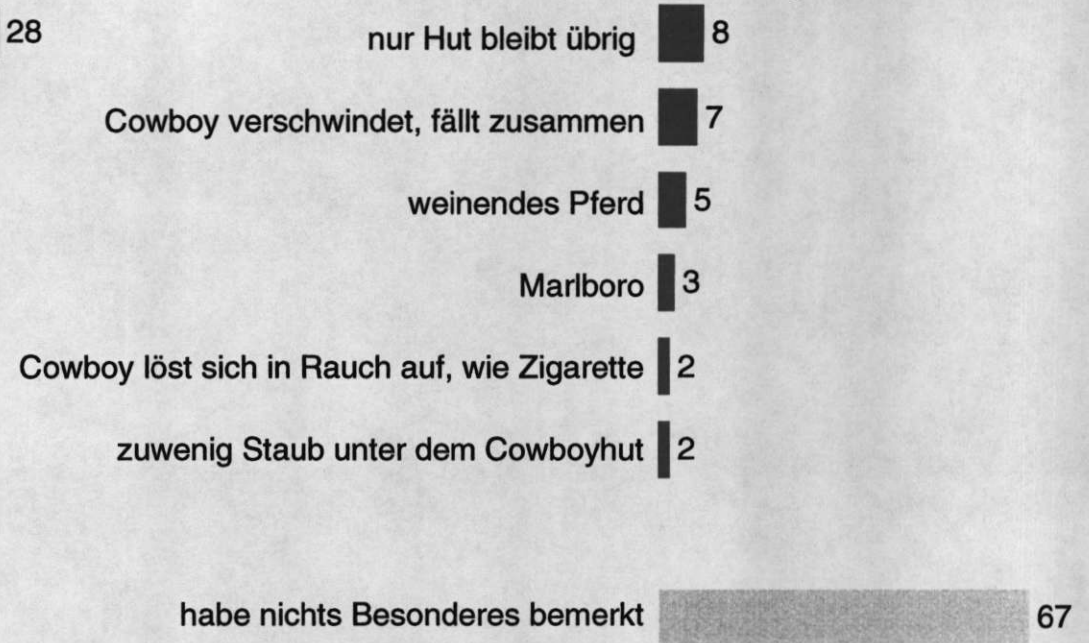 28
nur Hut bleibt übrig 8
Cowboy verschwindet, fällt zusammen 7
weinendes Pferd 5
Marlboro 3
Cowboy löst sich in Rauch auf, wie Zigarette 2
zuwenig Staub unter dem Cowboyhut 2
habe nichts Besonderes bemerkt 67